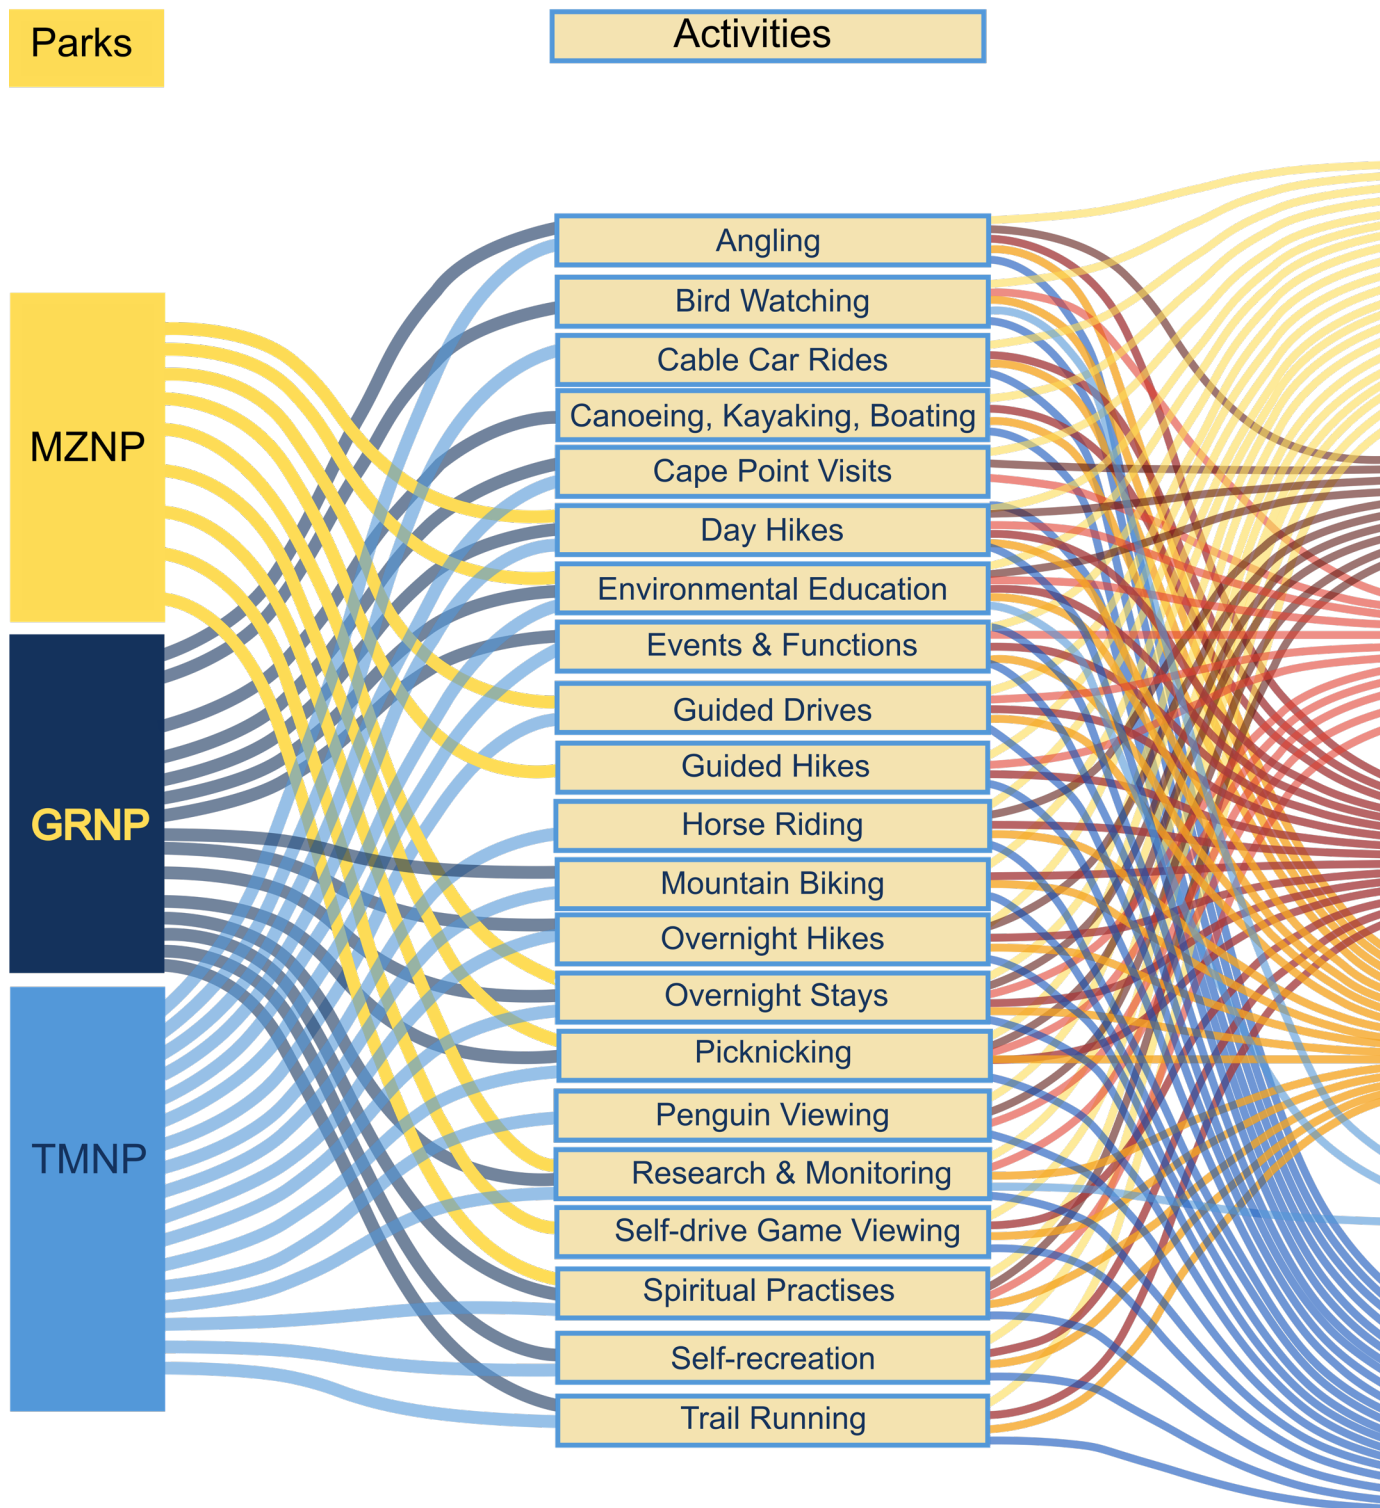 Parks
Activities
MZNP
GRNP
TMNP
Angling
Bird Watching
Cable Car Rides
Canoeing, Kayaking, Boating
Cape Point Visits
Day Hikes
Environmental Education
Events & Functions
Guided Drives
Guided Hikes
Horse Riding
Mountain Biking
Overnight Hikes
Overnight Stays
Picknicking
Penguin Viewing
Research & Monitoring
Self-drive Game Viewing
Spiritual Practises
Self-recreation
Trail Running